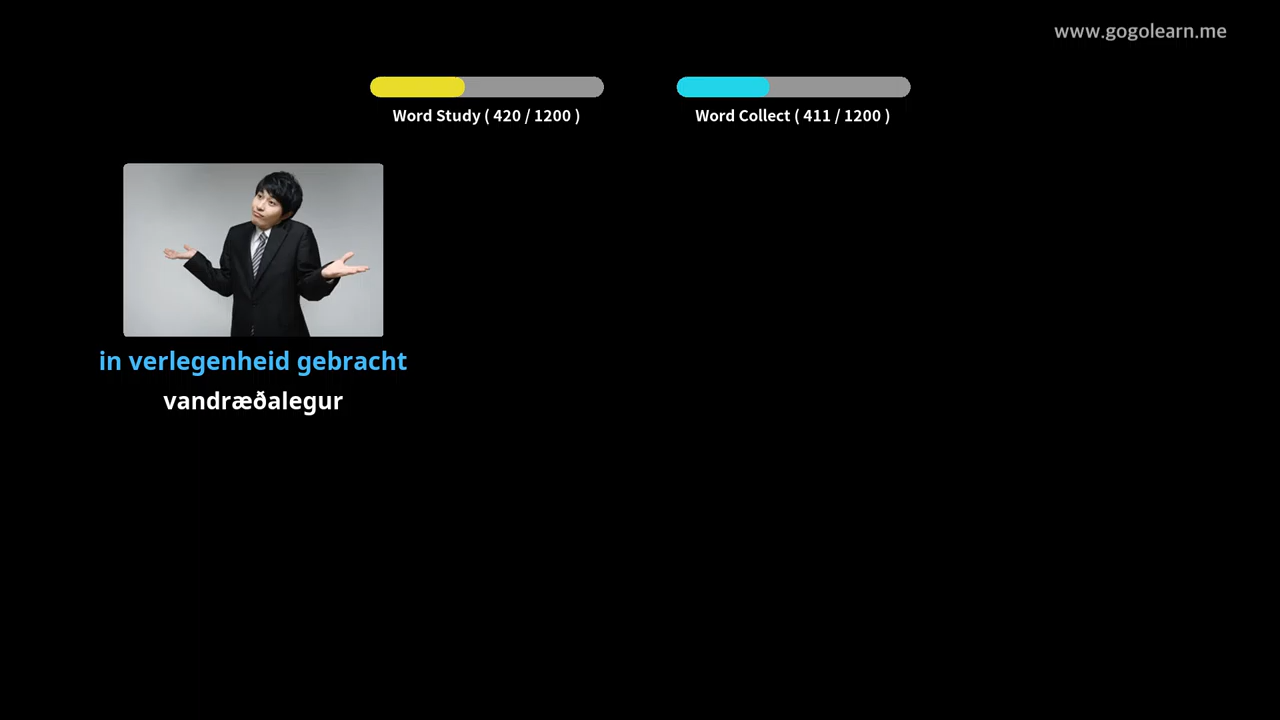 www.gogolearn.me
Word Study ( 420 / 1200 )
Word Collect ( 411 / 1200 )
in verlegenheid gebracht
vandræðalegur